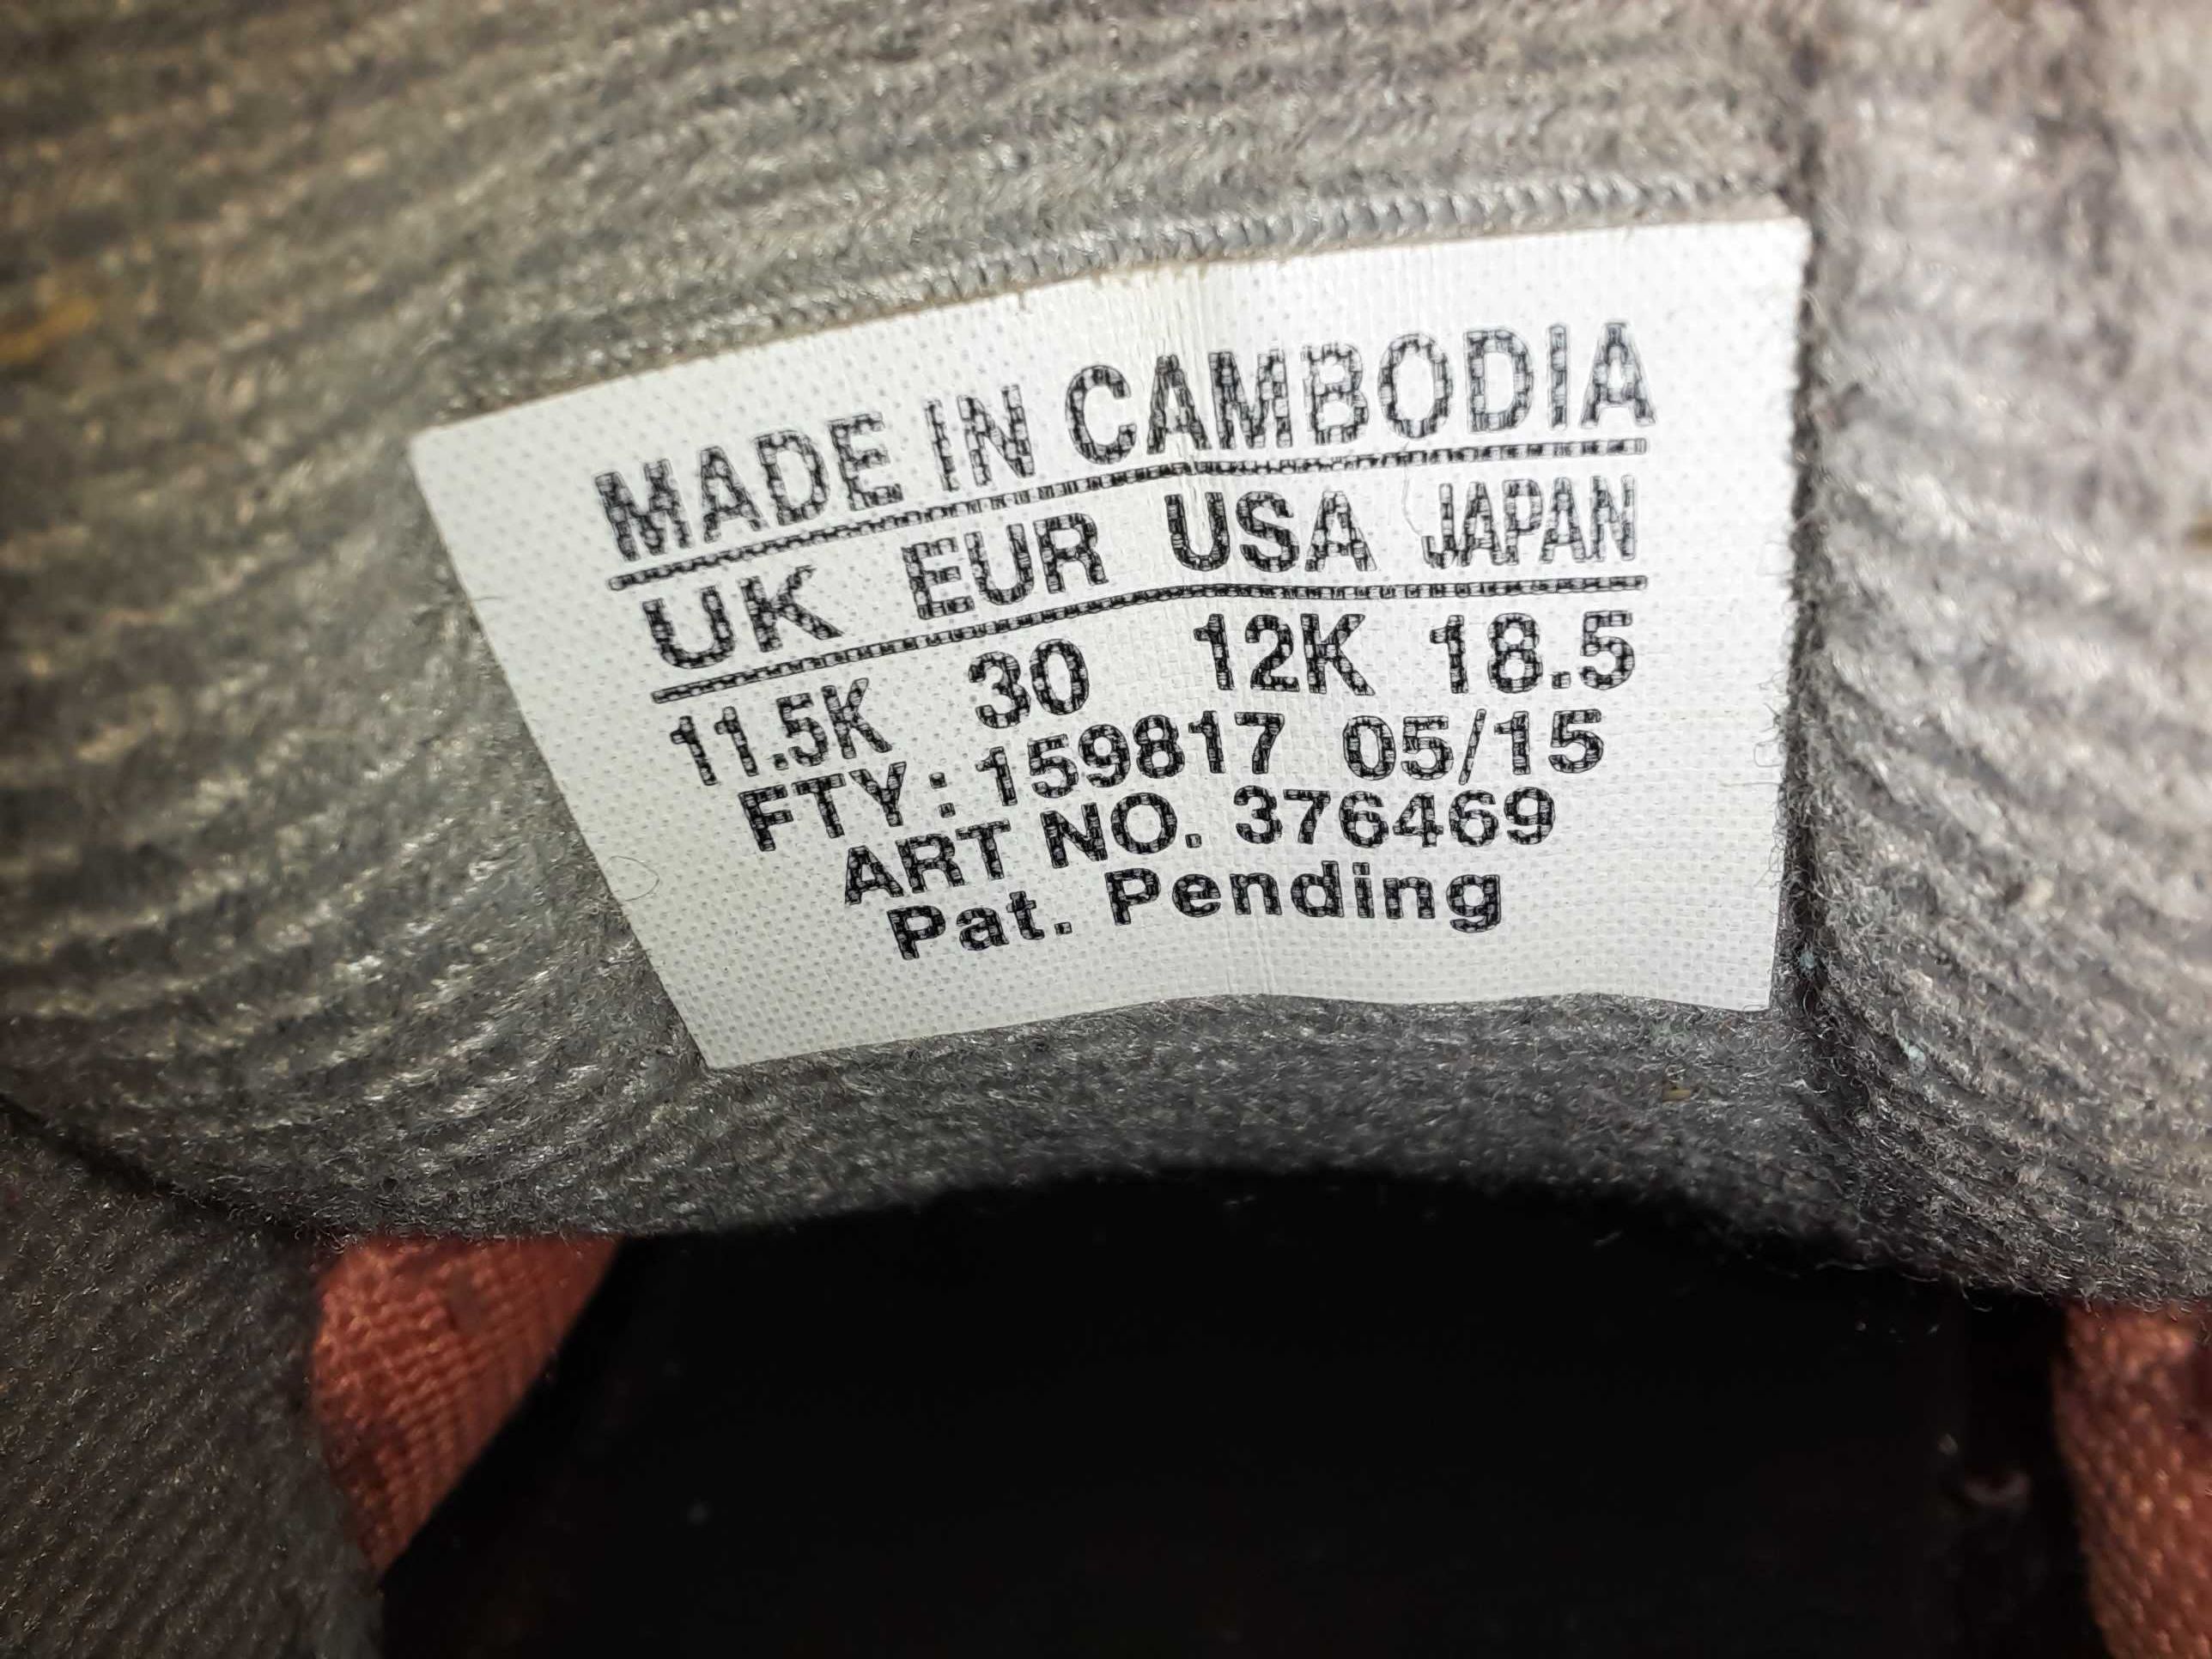 MADE IN CAMBODIA
UK EUR USA JAPAN
11.5K 30 12K 18.5
FTY: 159817 05/15
ART NO. 376469
Pat. Pending